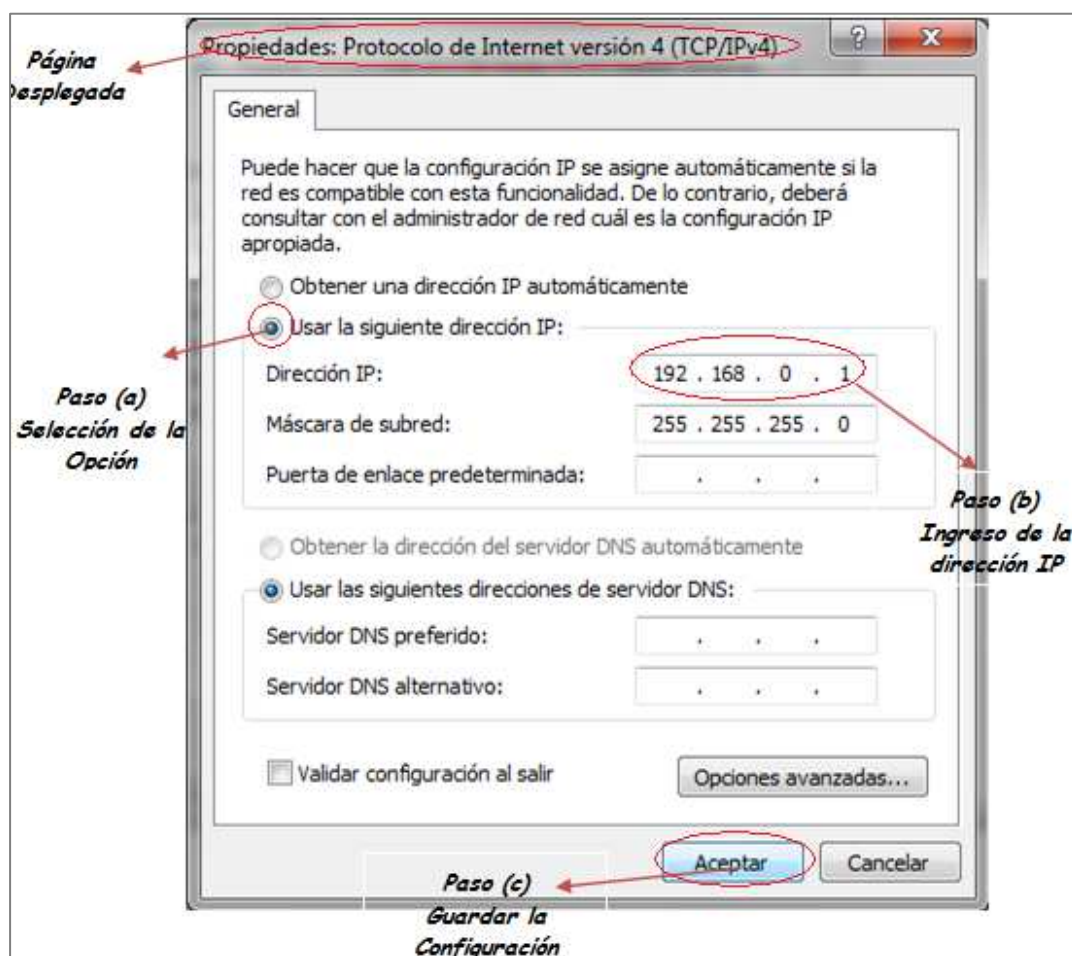 Propiedades: Protocolo de Internet versión 4 (TCP/IPv4)
?
X
Página
Desplegada
General
Puede hacer que la configuración IP se asigne automáticamente si la
red es compatible con esta funcionalidad. De lo contrario, deberá
consultar con el administrador de red cuál es la configuración IP
apropiada.
Obtener una dirección IP automáticamente
Usar la siguiente dirección IP:
Dirección IP:
192 . 168 . 0 . 1
Máscara de subred:
255 . 255 . 255 . 0
Puerta de enlace predeterminada:
. . .
Paso (a)
Selección de la
Opción
Paso (b)
Ingreso de la
dirección IP
Obtener la dirección del servidor DNS automáticamente
Usar las siguientes direcciones de servidor DNS:
Servidor DNS preferido:
. . .
Servidor DNS alternativo:
. . .
Validar configuración al salir
Opciones avanzadas...
Aceptar
Cancelar
Paso (c)
Guardar la
Configuración